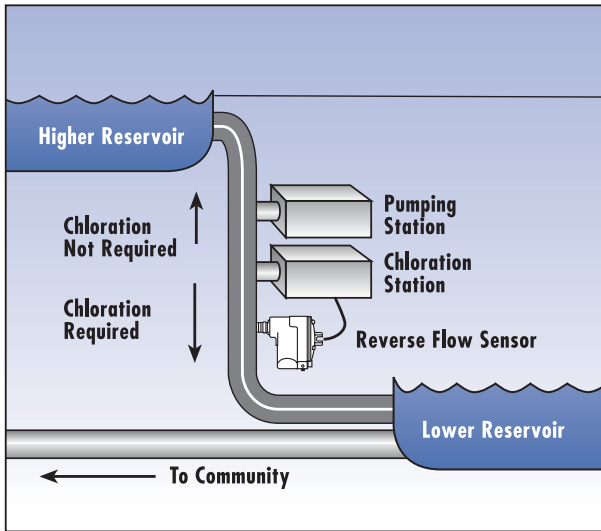 Higher Reservoir
Chloration
Not Required
Pumping
Station
Chloration
Station
Chloration
Required
Reverse Flow Sensor
Lower Reservoir
To Community